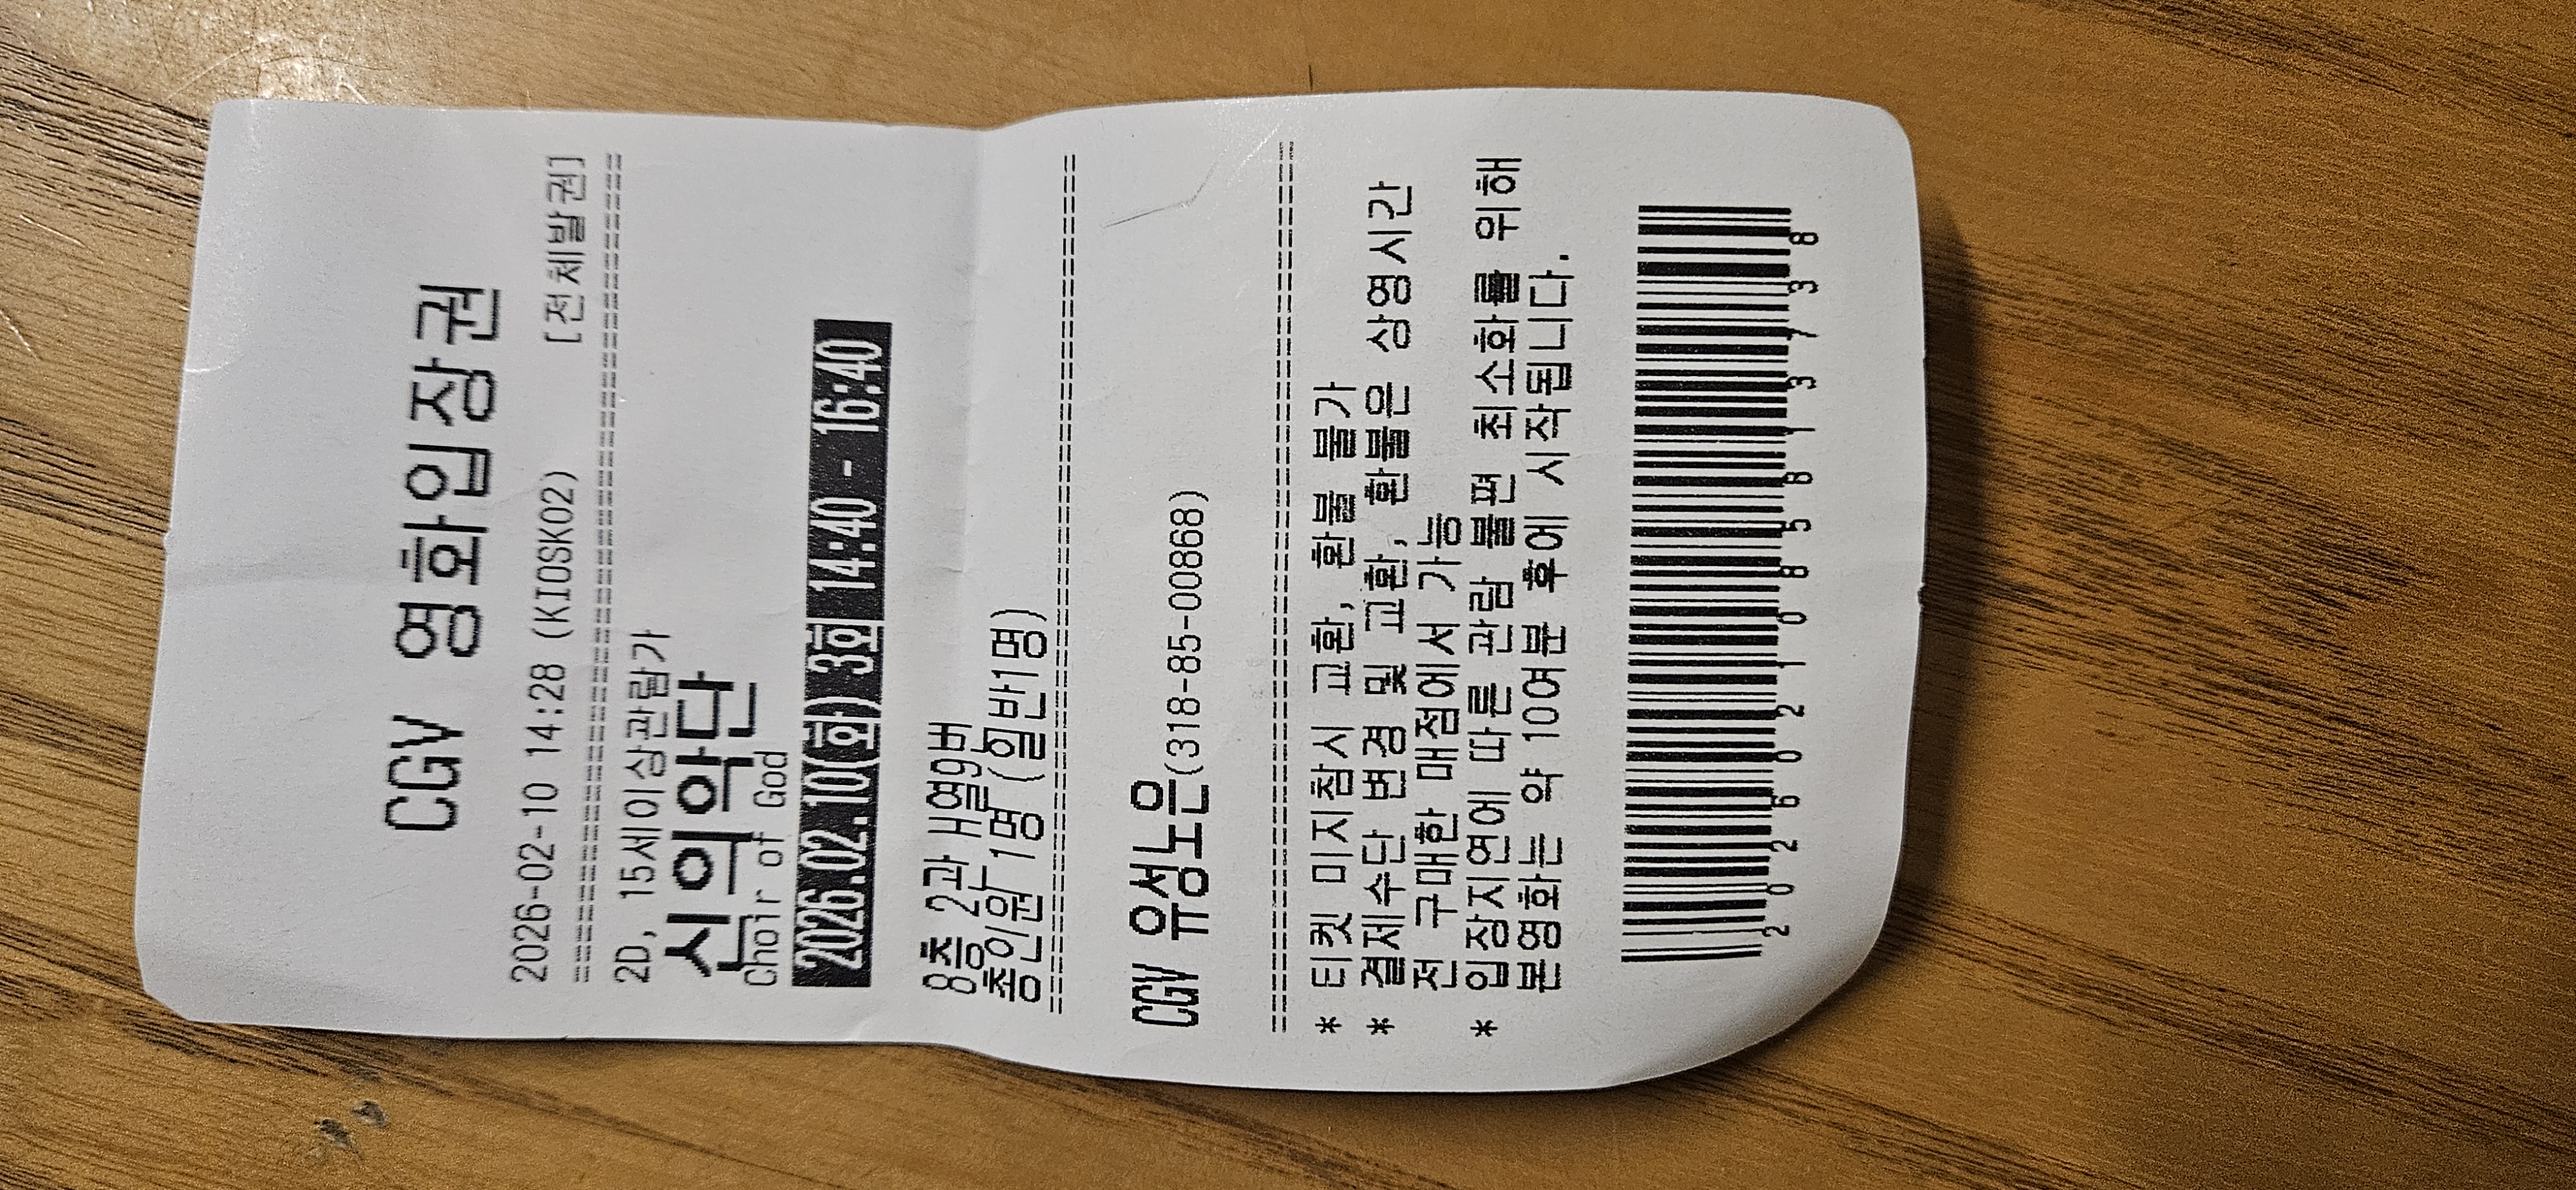 CGV 영화입장권
2026-02-10 14:28 (KIOSK02) [전체발권]
2D, 15세이상관람가
신의악단
Choir of God
2026.02.10(화) 3회 14:40 - 16:40
8층 2관 H열9번
총인원 1명(일반1명)
CGV 유성노은(318-85-00868)
* 티켓 미지참시 교환, 환불 불가
* 결제수단 변경 및 교환, 환불은 상영시간
전 구매한 매점에서 가능
* 입장지연에 따른 관람 불편 최소화를 위해
본영화는 약 10여분 후에 시작됩니다.
2026021085813738